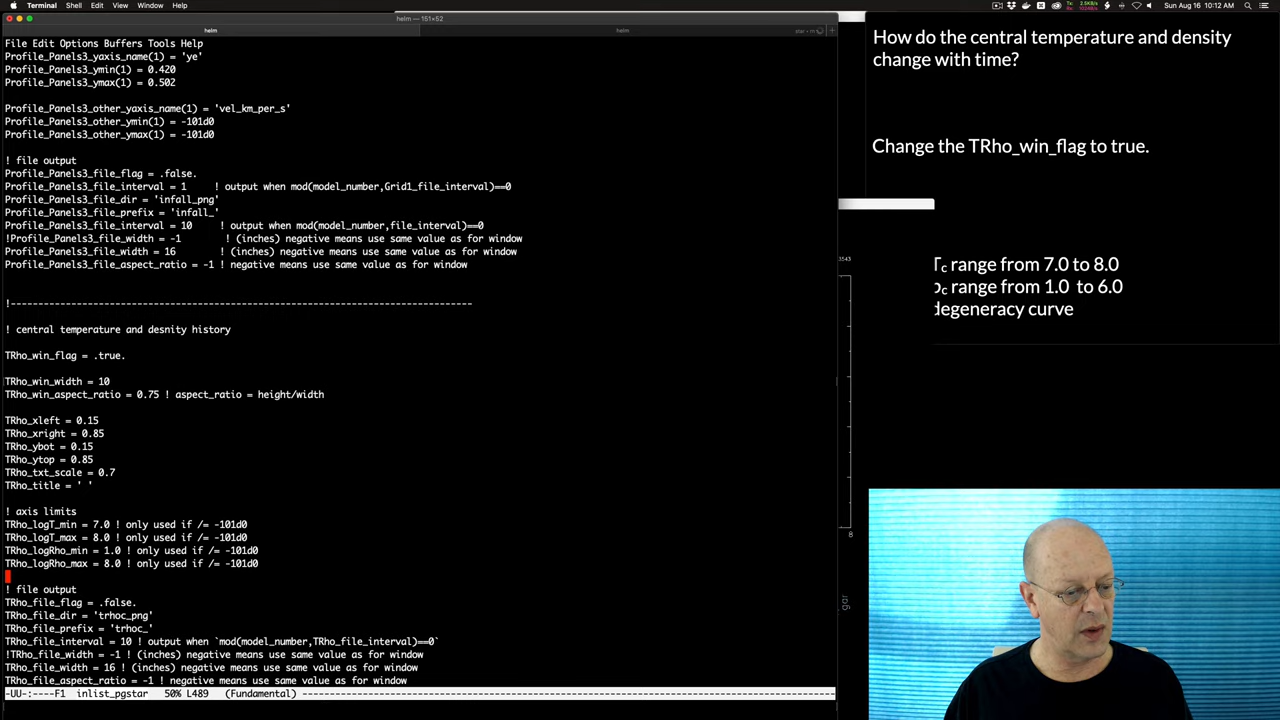 Terminal Shell Edit View Window Help
Sun Aug 16 10:12 AM
helm — 151×52
helm
File Edit Options Buffers Tools Help
Profile_Panels3_yaxis_name(1) = 'ye'
Profile_Panels3_ymin(1) = 0.420
Profile_Panels3_ymax(1) = 0.502
Profile_Panels3_other_yaxis_name(1) = 'vel_km_per_s'
Profile_Panels3_other_ymin(1) = -101d0
Profile_Panels3_other_ymax(1) = -101d0
! file output
Profile_Panels3_file_flag = .false.
Profile_Panels3_file_interval = 1 ! output when mod(model_number,Grid1_file_interval)==0
Profile_Panels3_file_dir = 'infall_png'
Profile_Panels3_file_prefix = 'infall_'
Profile_Panels3_file_interval = 10 ! output when mod(model_number,file_interval)==0
!Profile_Panels3_file_width = -1 ! (inches) negative means use same value as for window
Profile_Panels3_file_width = 16 ! (inches) negative means use same value as for window
Profile_Panels3_file_aspect_ratio = -1 ! negative means use same value as for window
!-----------------------------------------------------------------------------------
! central temperature and desnity history
TRho_win_flag = .true.
TRho_win_width = 10
TRho_win_aspect_ratio = 0.75 ! aspect_ratio = height/width
TRho_xleft = 0.15
TRho_xright = 0.85
TRho_ybot = 0.15
TRho_ytop = 0.85
TRho_txt_scale = 0.7
TRho_title = ' '
! axis limits
TRho_logT_min = 7.0 ! only used if /= -101d0
TRho_logT_max = 8.0 ! only used if /= -101d0
TRho_logRho_min = 1.0 ! only used if /= -101d0
TRho_logRho_max = 8.0 ! only used if /= -101d0
! file output
TRho_file_flag = .false.
TRho_file_dir = 'trhoc_png'
TRho_file_prefix = 'trhoc_'
TRho_file_interval = 10 ! output when `mod(model_number,TRho_file_interval)==0`
!TRho_file_width = -1 ! (inches) negative means use same value as for window
TRho_file_width = 16 ! (inches) negative means use same value as for window
TRho_file_aspect_ratio = -1 ! negative means use same value as for window
-UU-:----F1 inlist_pgstar 50% L489 (Fundamental)
How do the central temperature and density
change with time?
Change the TRho_win_flag to true.
3543
Tc range from 7.0 to 8.0
ρc range from 1.0 to 6.0
degeneracy curve
8
gar